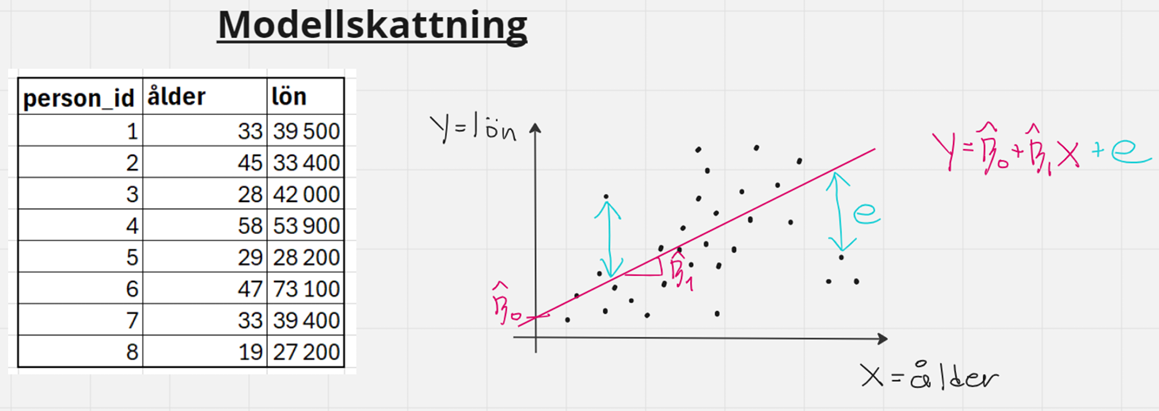 Modellskattning
person_id ålder lön
1 33 39 500
2 45 33 400
3 28 42 000
4 58 53 900
5 29 28 200
6 47 73 100
7 33 39 400
8 19 27 200
Y=lön
Y=β̂₀+β̂₁X+e
e
β̂₁
β̂₀
X=ålder